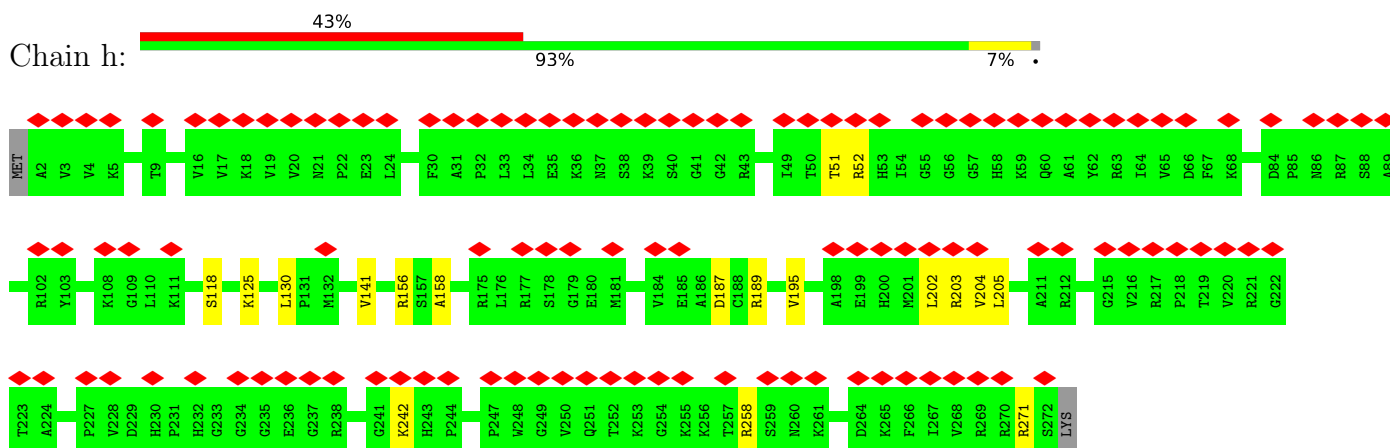 43%
Chain h:
93% 7% •
MET A2 V3 V4 K5 T9 V16 V17 K18 V19 V20 N21 P22 E23 L24 F30 A31 P32 L33 L34 E35 K36 N37 S38 K39 S40 G41 G42 R43 I49 T50 T51 R52 H53 I54 G55 G56 G57 H58 K59 Q60 A61 Y62 R63 I64 V65 D66 F67 K68 D84 P85 N86 R87 S88 A89
R102 Y103 K108 G109 L110 K111 S118 K125 L130 P131 M132 V141 R156 S157 A158 R175 L176 R177 S178 G179 E180 M181 V184 E185 A186 D187 C188 R189 V195 A198 E199 H200 M201 L202 R203 V204 L205 A211 R212 G215 V216 R217 P218 T219 V220 R221 G222
T223 A224 P227 V228 D229 H230 P231 H232 G233 G234 G235 E236 G237 R238 G241 K242 H243 P244 P247 W248 G249 V250 Q251 T252 K253 G254 K255 K256 T257 R258 S259 N260 K261 D264 K265 F266 I267 V268 R269 R270 R271 S272 LYS